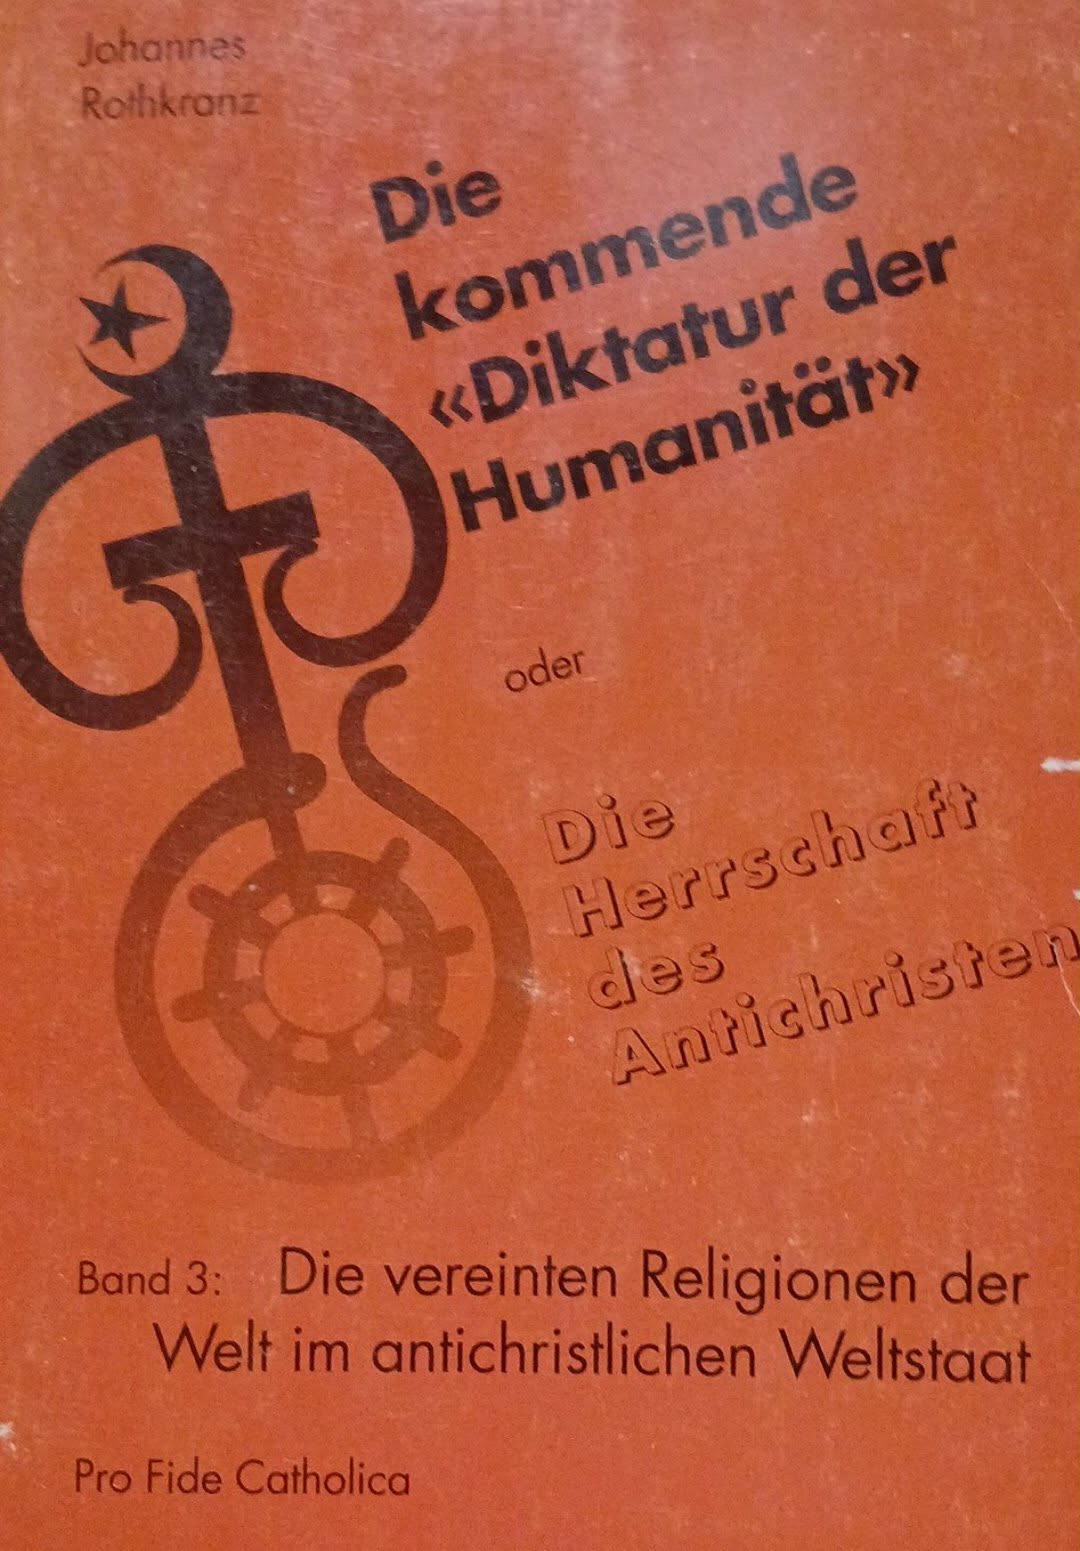 Johannes
Rothkranz
Die
kommende
«Diktatur der
Humanität»
oder
Die
Herrschaft
des
Antichristen
Band 3: Die vereinten Religionen der
Welt im antichristlichen Weltstaat
Pro Fide Catholica